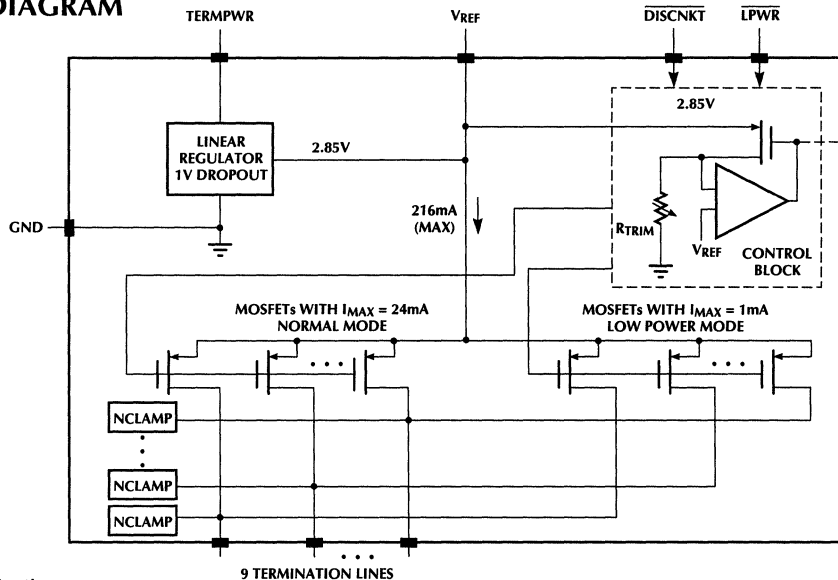 DIAGRAM
TERMPWR
VREF
DISCNKT
LPWR
2.85V
LINEAR
REGULATOR
1V DROPOUT
2.85V
216mA
(MAX)
RTRIM
VREF
CONTROL
BLOCK
GND
MOSFETs WITH IMAX = 24mA
NORMAL MODE
MOSFETs WITH IMAX = 1mA
LOW POWER MODE
NCLAMP
NCLAMP
NCLAMP
9 TERMINATION LINES